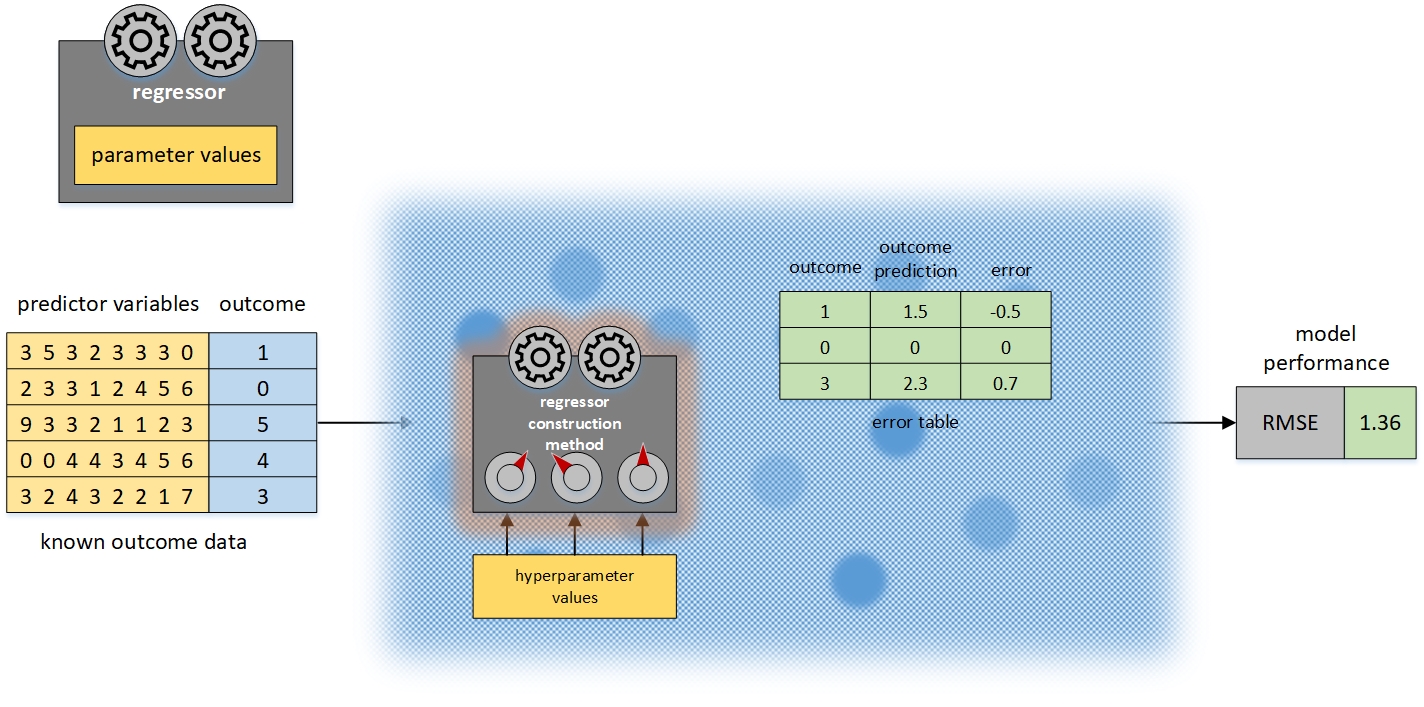 regressor
parameter values
predictor variables outcome
3 5 3 2 3 3 3 0 1
2 3 3 1 2 4 5 6 0
9 3 3 2 1 1 2 3 5
0 0 4 4 3 4 5 6 4
3 2 4 3 2 2 1 7 3
known outcome data
regressor
construction
method
hyperparameter
values
outcome
outcome prediction error
1 1.5 -0.5
0 0 0
3 2.3 0.7
error table
model
performance
RMSE 1.36